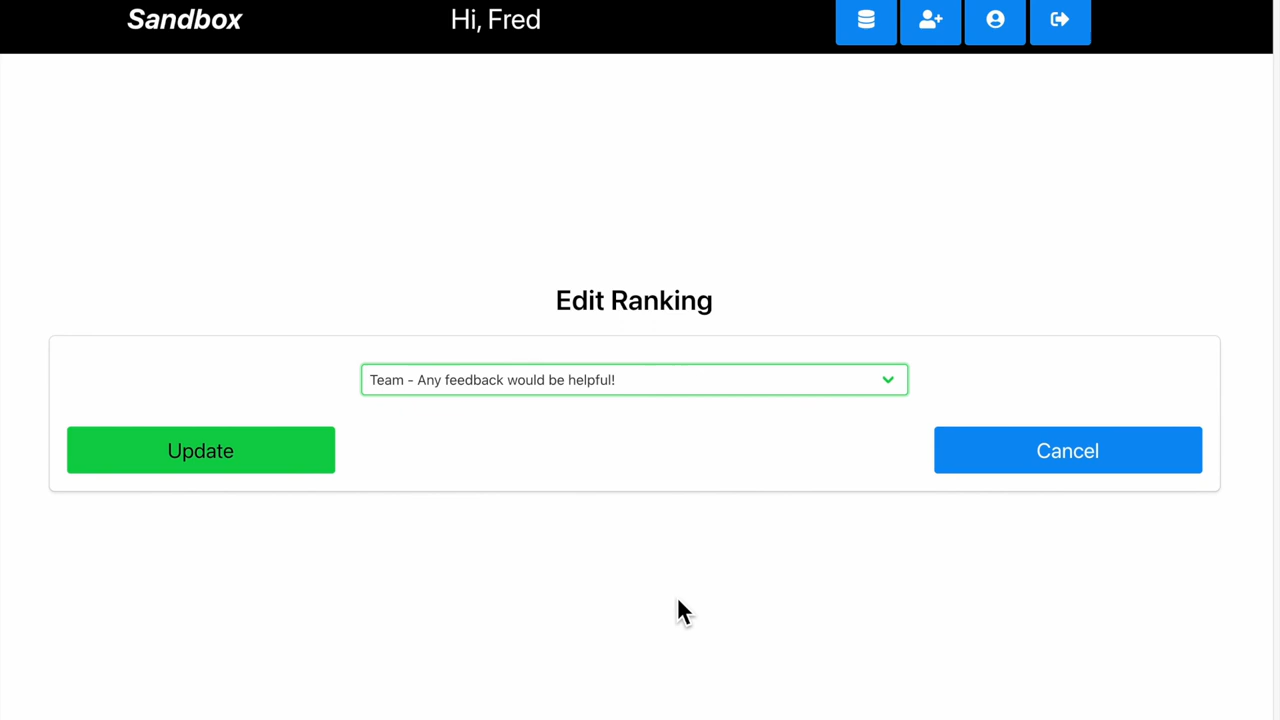 Sandbox
Hi, Fred
Edit Ranking
Team - Any feedback would be helpful!
Update
Cancel